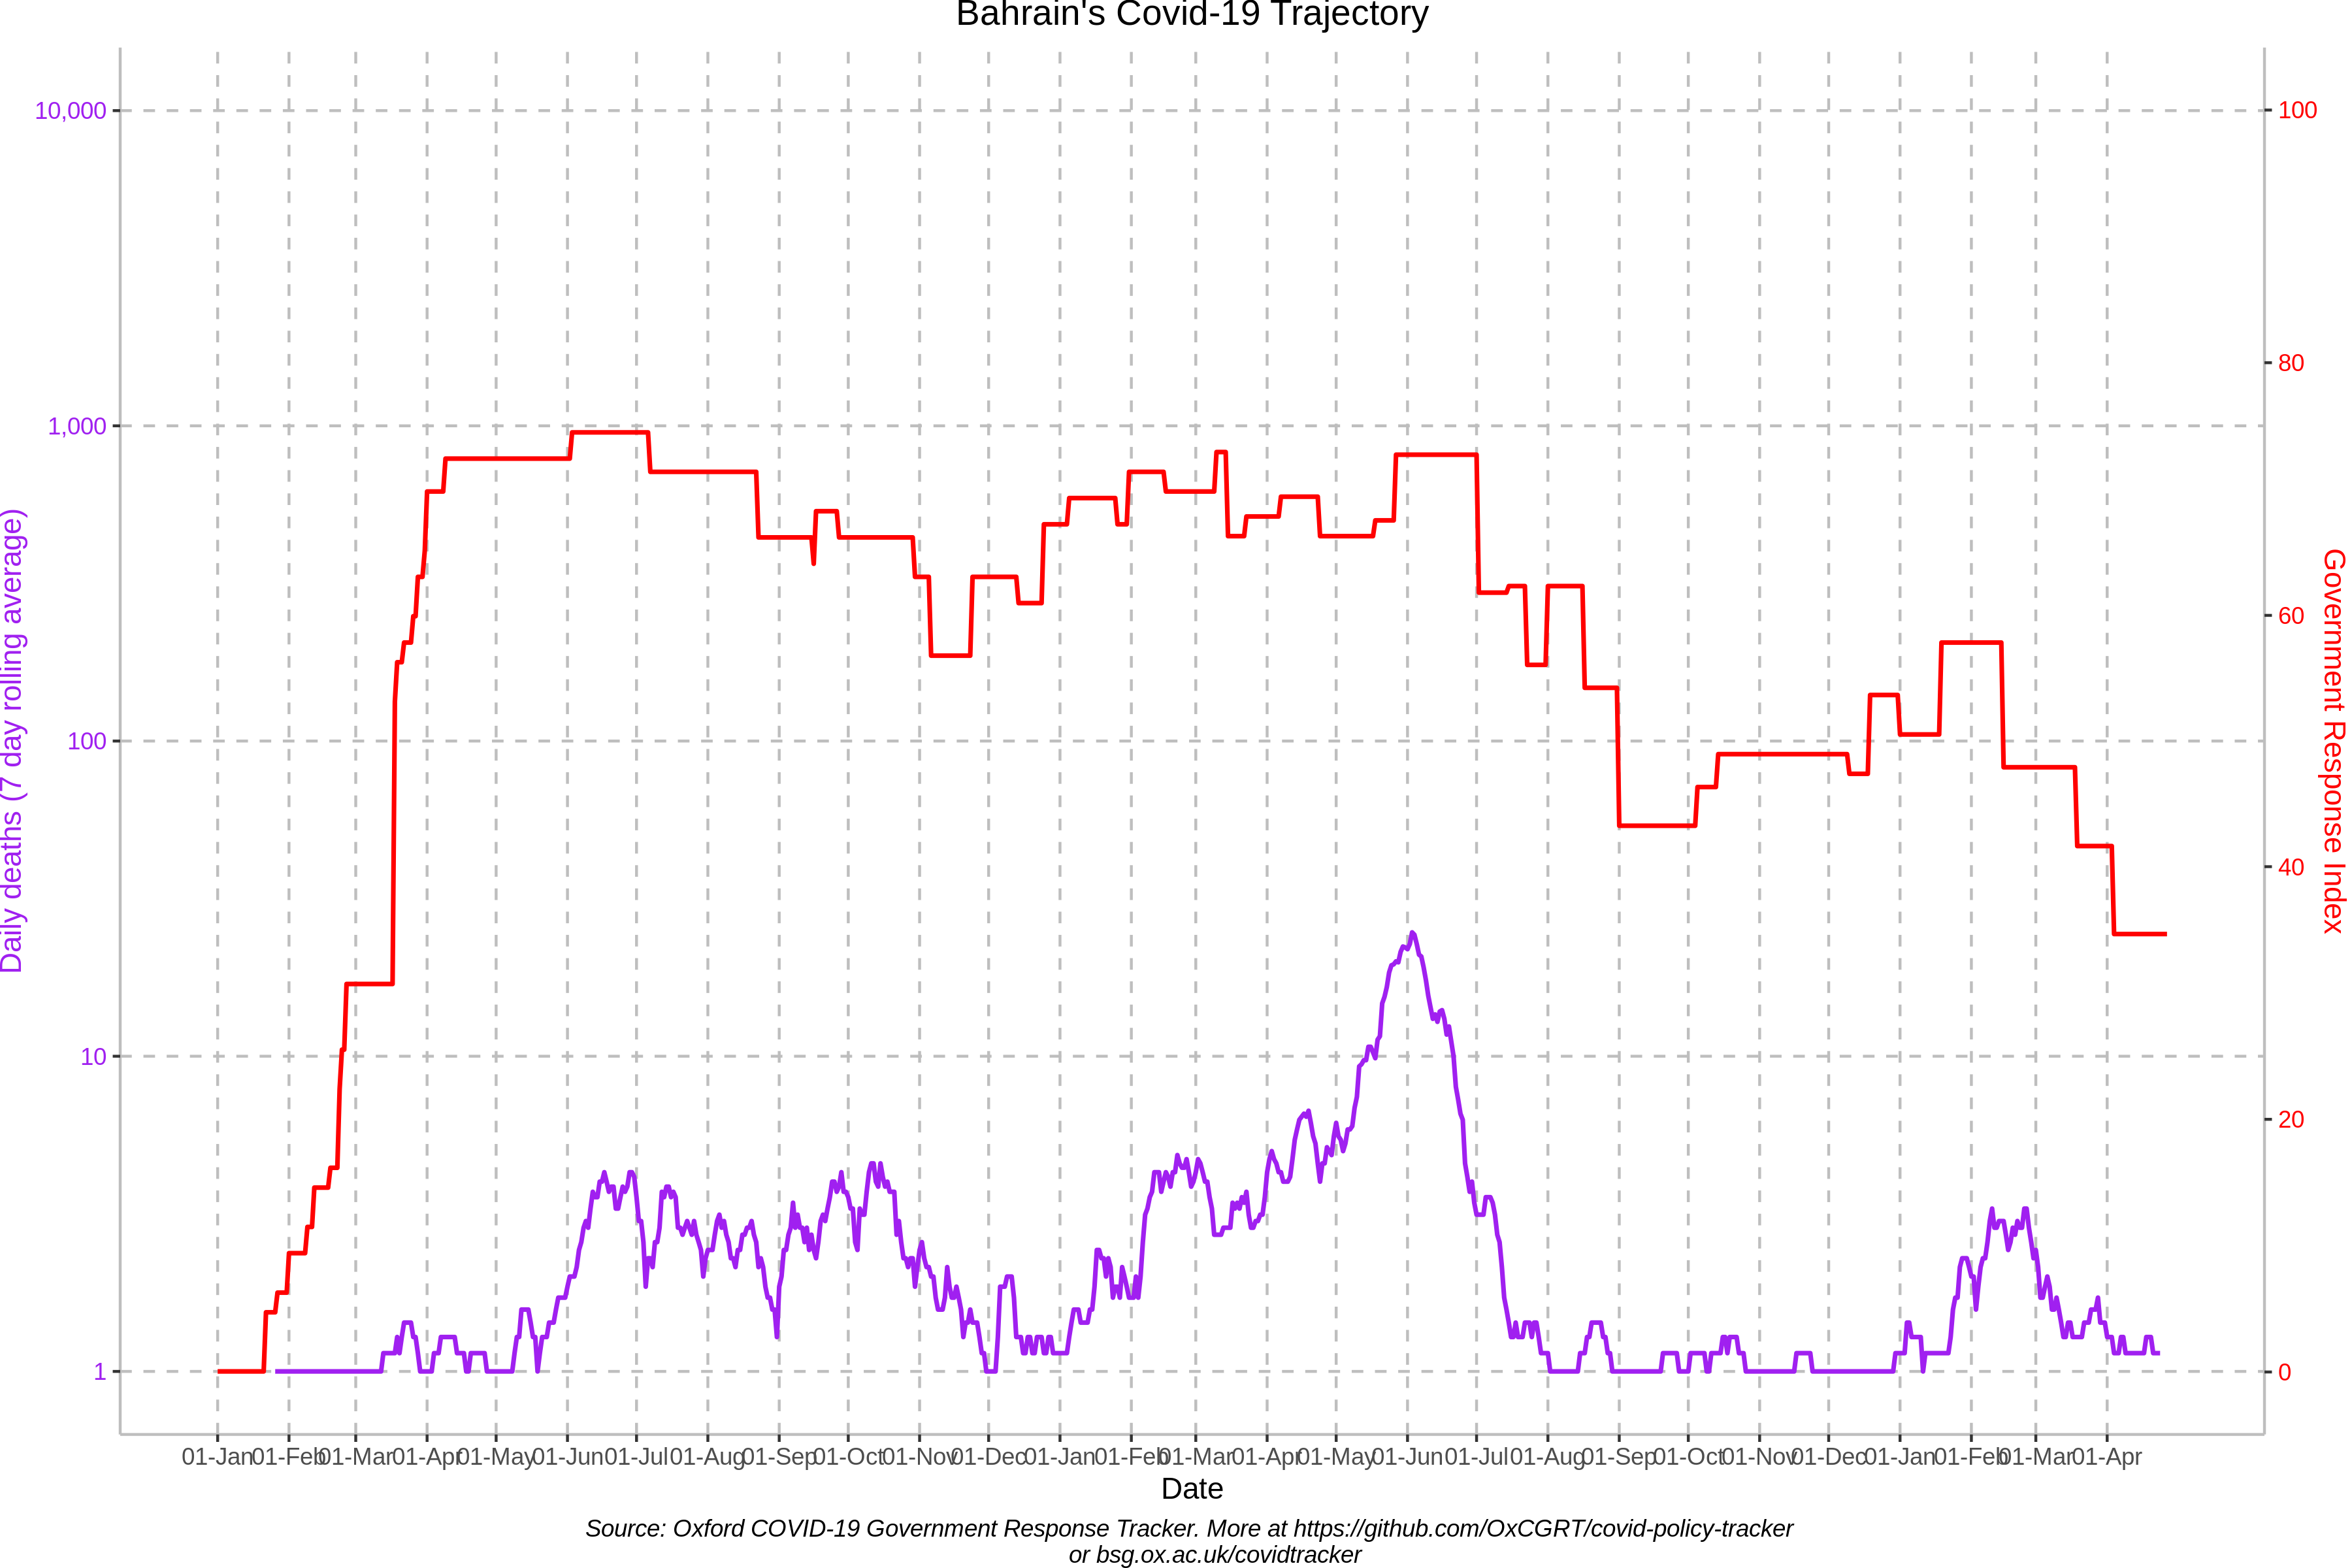 Bahrain's Covid-19 Trajectory
Daily deaths (7 day rolling average)
10,000
1,000
100
10
1
100
80
60
40
20
0
Government Response Index
01-Jan 01-Feb 01-Mar 01-Apr 01-May 01-Jun 01-Jul 01-Aug 01-Sep 01-Oct 01-Nov 01-Dec 01-Jan 01-Feb 01-Mar 01-Apr 01-May 01-Jun 01-Jul 01-Aug 01-Sep 01-Oct 01-Nov 01-Dec 01-Jan 01-Feb 01-Mar 01-Apr
Date
Source: Oxford COVID-19 Government Response Tracker. More at https://github.com/OxCGRT/covid-policy-tracker
or bsg.ox.ac.uk/covidtracker